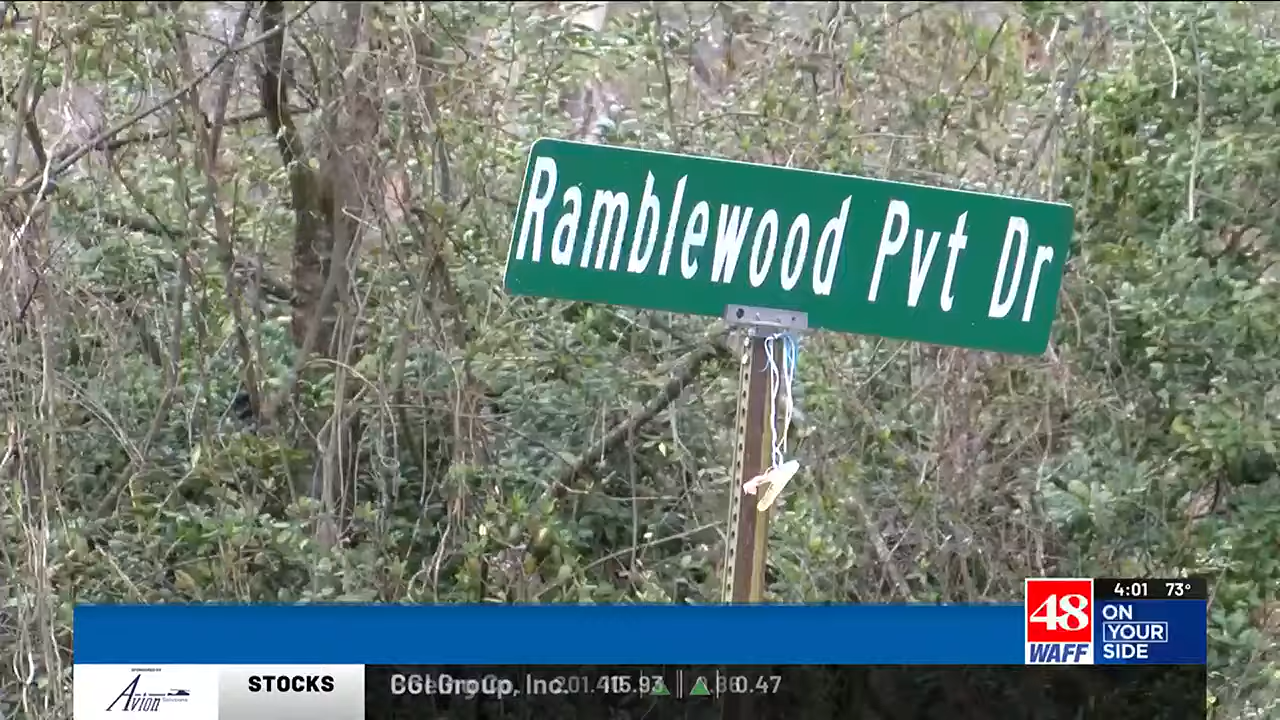 Ramblewood Pvt Dr
4:01 73°
48
WAFF
ON
YOUR
SIDE
Avion
STOCKS